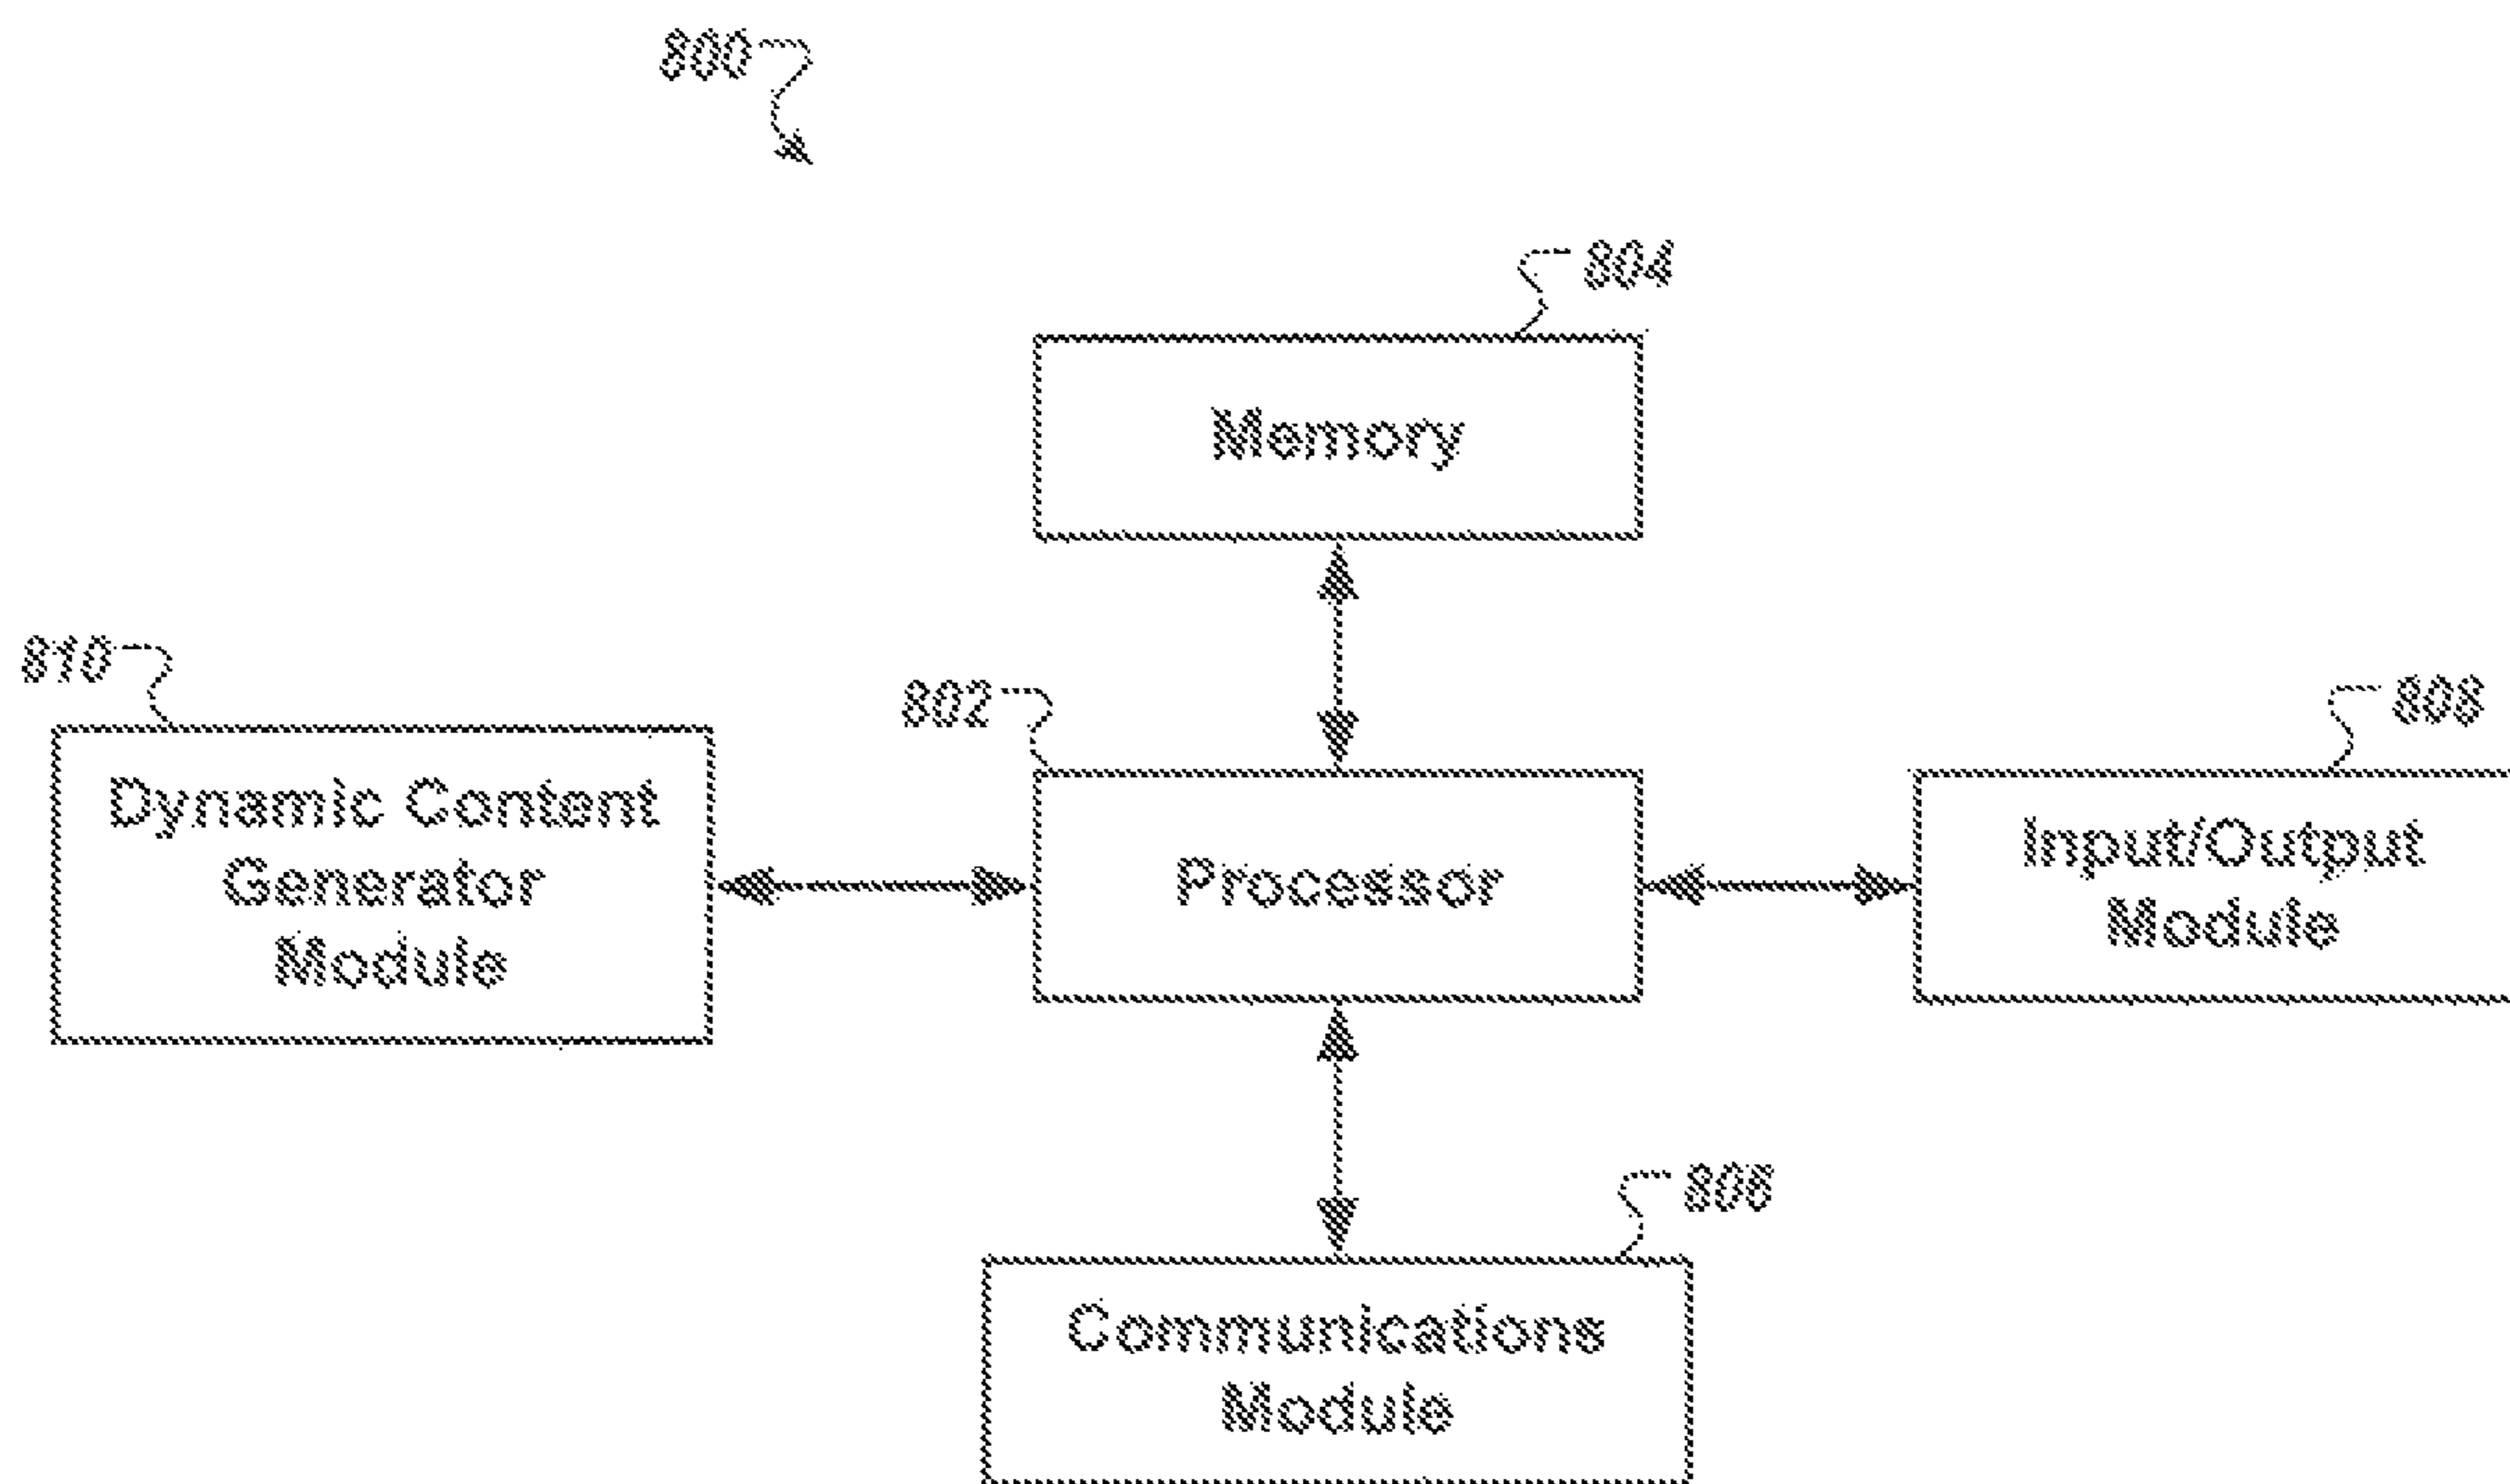 800
804
Memory
810
802
808
Dynamic Content
Generator
Module
Processor
Input/Output
Module
806
Communications
Module